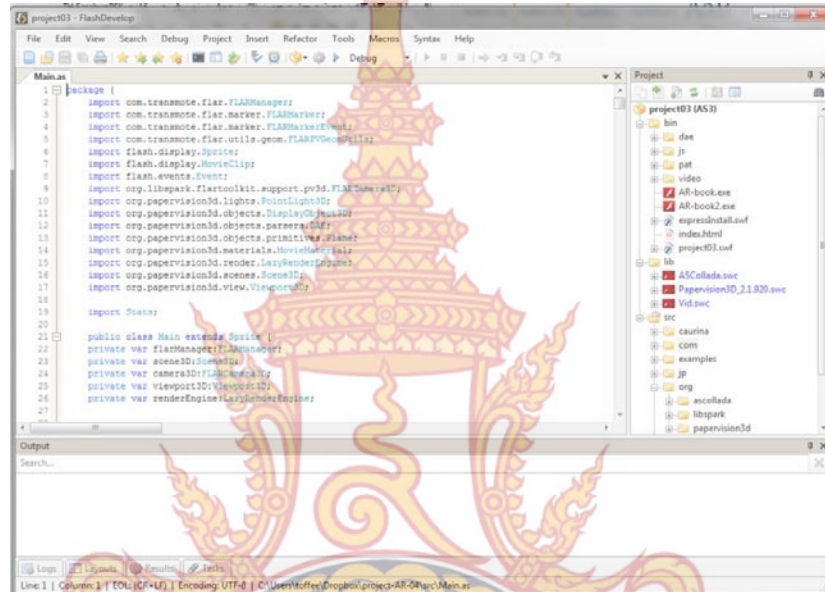 project03 - FlashDevelop
File Edit View Search Debug Project Insert Refactor Tools Macros Syntax Help
Debug
Main.as
1 package {
2 import com.transmote.flar.FLARManager;
3 import com.transmote.flar.marker.FLARMarker;
4 import com.transmote.flar.marker.FLARMarkerEvent;
5 import com.transmote.flar.utils.geom.FLARPVGeomUtils;
6 import flash.display.Sprite;
7 import flash.display.MovieClip;
8 import flash.events.Event;
9 import org.libspark.flartoolkit.support.pv3d.FLARCamera3D;
10 import org.papervision3d.lights.PointLight3D;
11 import org.papervision3d.objects.DisplayObject3D;
12 import org.papervision3d.objects.parsers.DAE;
13 import org.papervision3d.objects.primitives.Plane;
14 import org.papervision3d.materials.MovieMaterial;
15 import org.papervision3d.render.LazyRenderEngine;
16 import org.papervision3d.scenes.Scene3D;
17 import org.papervision3d.view.Viewport3D;
18
19 import Stats;
20
21 public class Main extends Sprite {
22 private var flarManager:FLARManager;
23 private var scene3D:Scene3D;
24 private var camera3D:FLARCamera3D;
25 private var viewport3D:Viewport3D;
26 private var renderEngine:LazyRenderEngine;
27
Project
project03 (AS3)
bin
dae
js
pat
video
AR-book.exe
AR-book2.exe
expressInstall.swf
index.html
project03.swf
lib
ASCollada.swc
Papervision3D_2.1.920.swc
Vid.swc
src
caurina
com
examples
jp
org
ascollada
libspark
papervision3d
Output
Search...
Logs Layouts Results Tasks
Line: 1 | Column: 1 | EOL: (CR+LF) | Encoding: UTF-8 | C:\Users\toffee\Dropbox\project-AR-04\src\Main.as